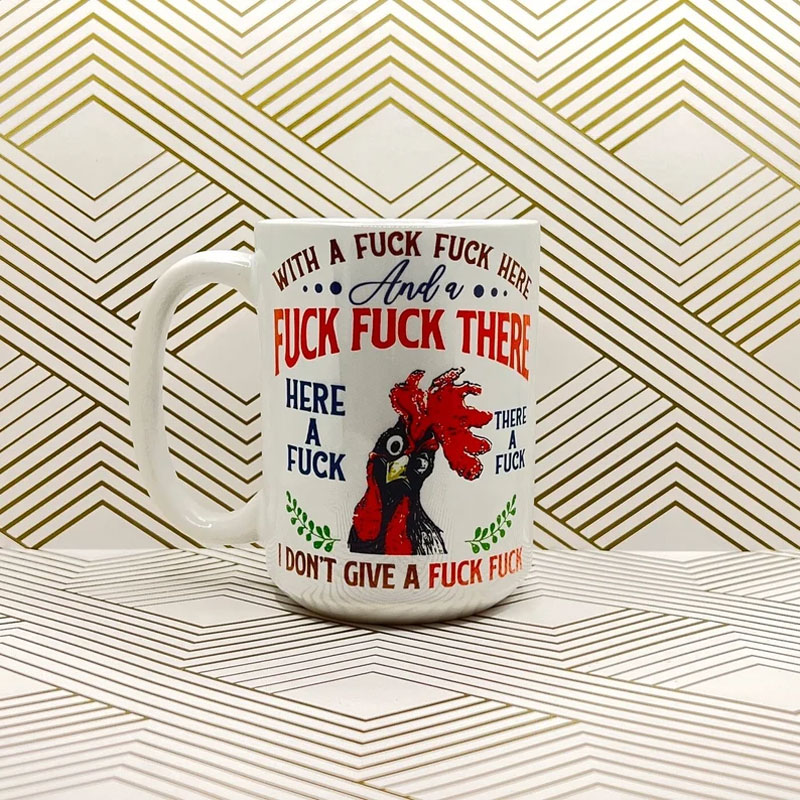 WITH A FUCK FUCK HERE
And a
FUCK FUCK THERE
HERE
A
FUCK
THERE
A
FUCK
I DON'T GIVE A FUCK FUCK